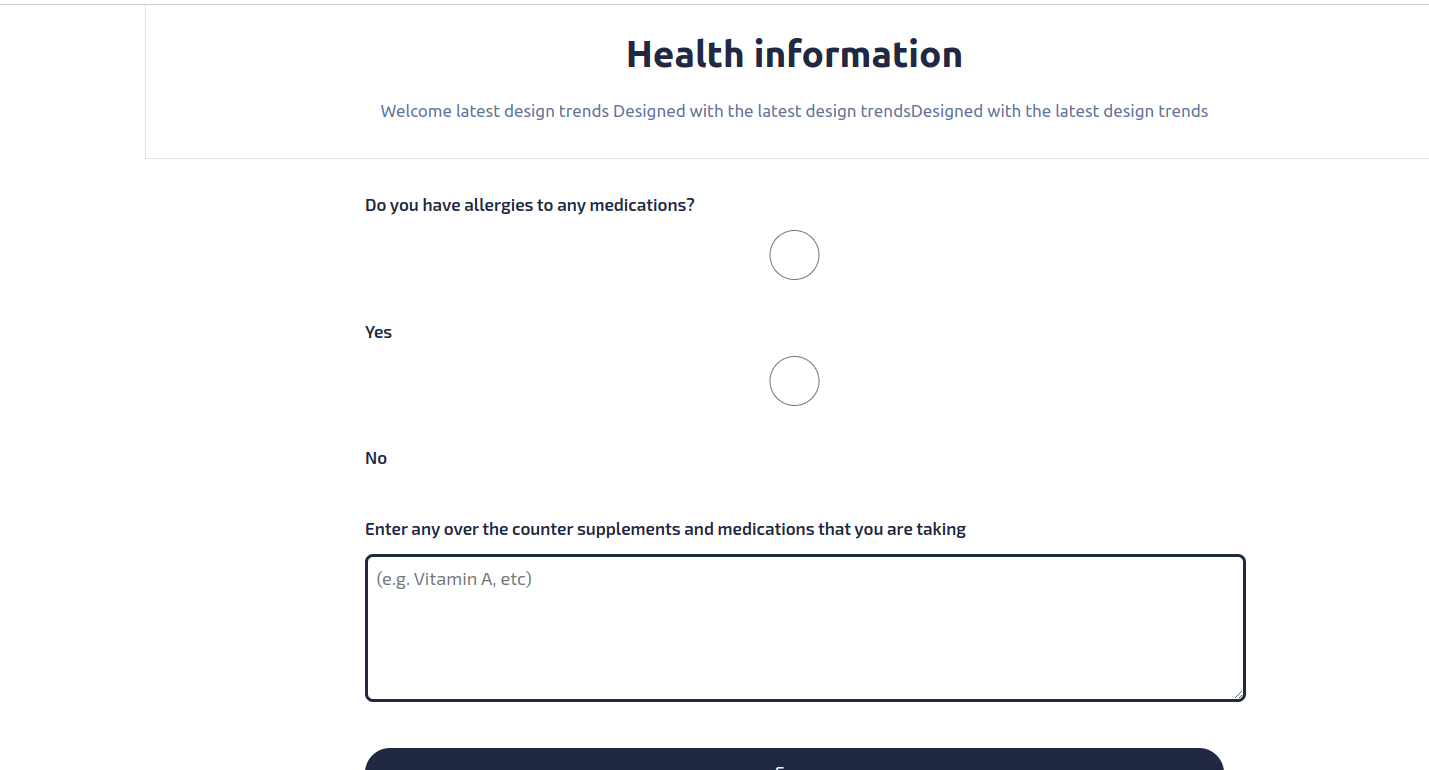 Health information
Welcome latest design trends Designed with the latest design trendsDesigned with the latest design trends
Do you have allergies to any medications?
Yes
No
Enter any over the counter supplements and medications that you are taking
(e.g. Vitamin A, etc)